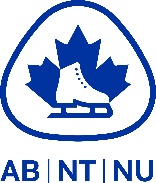 AB | NT | NU